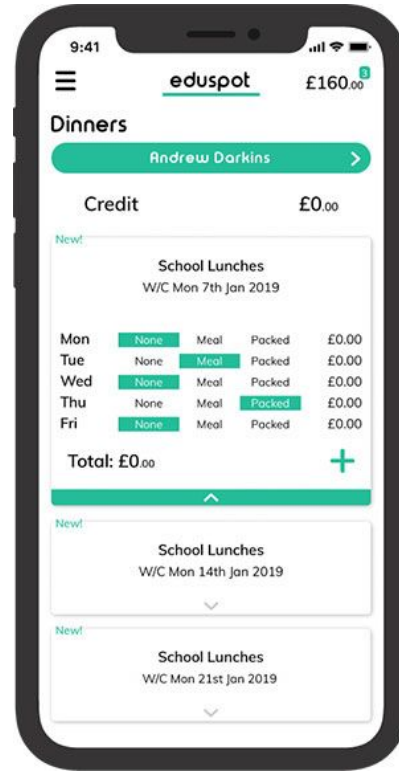 9:41
eduspot
£160.00
3
Dinners
Andrew Darkins
Credit £0.00
New!
School Lunches
W/C Mon 7th Jan 2019
Mon None Meal Packed £0.00
Tue None Meal Packed £0.00
Wed None Meal Packed £0.00
Thu None Meal Packed £0.00
Fri None Meal Packed £0.00
Total: £0.00
New!
School Lunches
W/C Mon 14th Jan 2019
New!
School Lunches
W/C Mon 21st Jan 2019